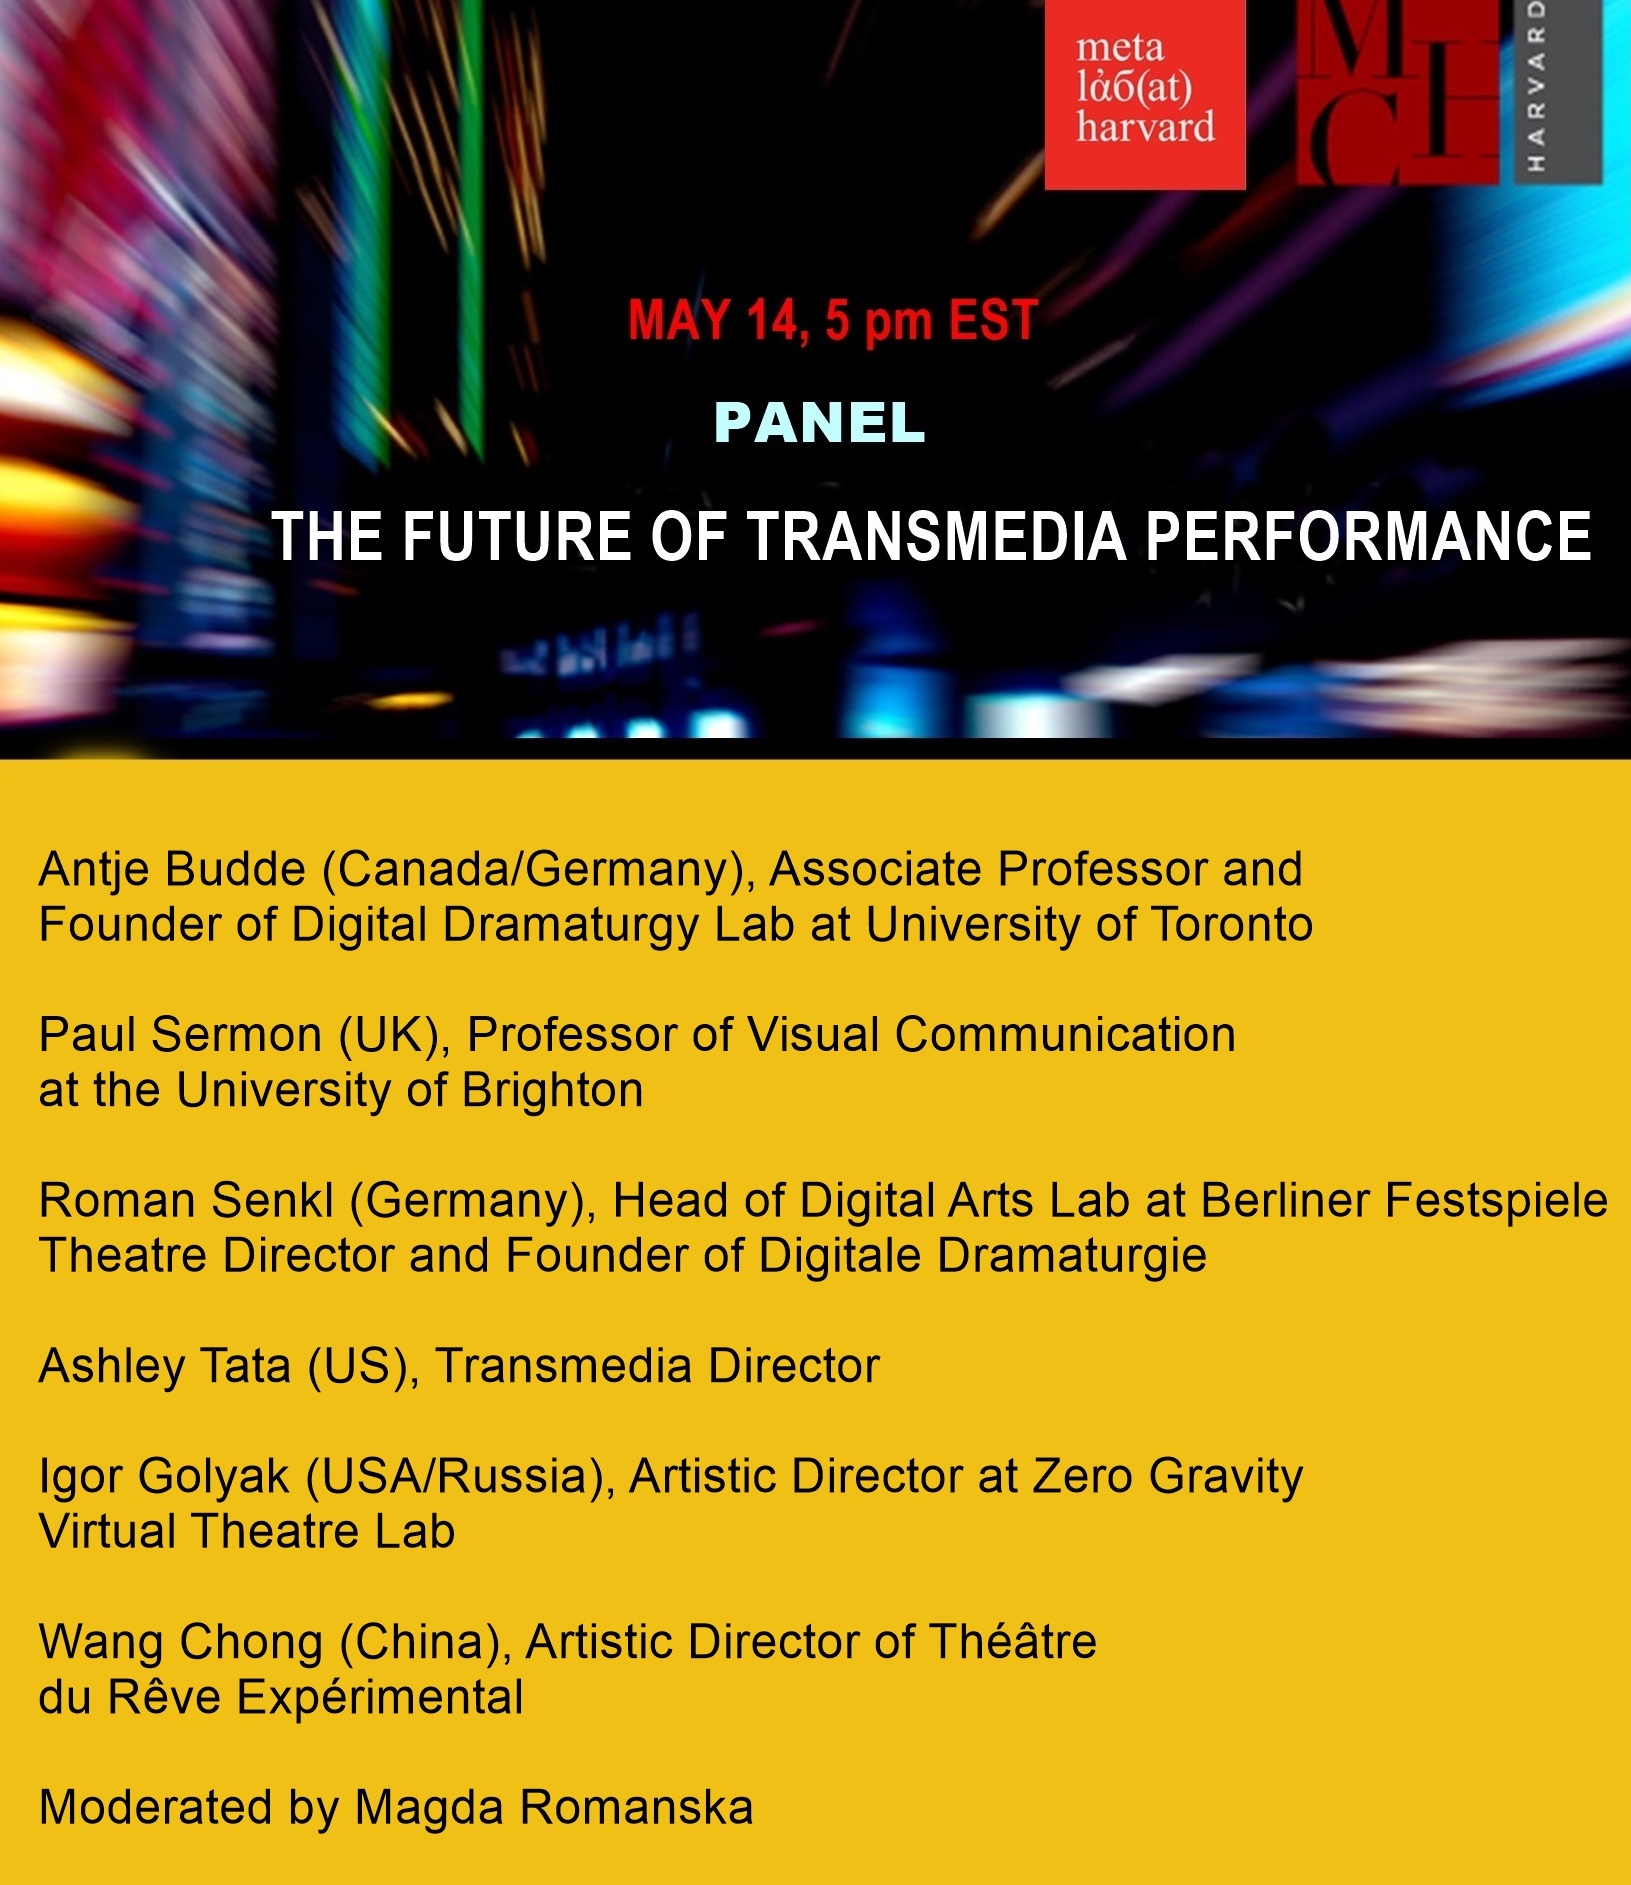 meta
lἀб(at)
harvard
M
C H
HARVARD
MAY 14, 5 pm EST
PANEL
THE FUTURE OF TRANSMEDIA PERFORMANCE
Antje Budde (Canada/Germany), Associate Professor and
Founder of Digital Dramaturgy Lab at University of Toronto
Paul Sermon (UK), Professor of Visual Communication
at the University of Brighton
Roman Senkl (Germany), Head of Digital Arts Lab at Berliner Festspiele
Theatre Director and Founder of Digitale Dramaturgie
Ashley Tata (US), Transmedia Director
Igor Golyak (USA/Russia), Artistic Director at Zero Gravity
Virtual Theatre Lab
Wang Chong (China), Artistic Director of Théâtre
du Rêve Expérimental
Moderated by Magda Romanska